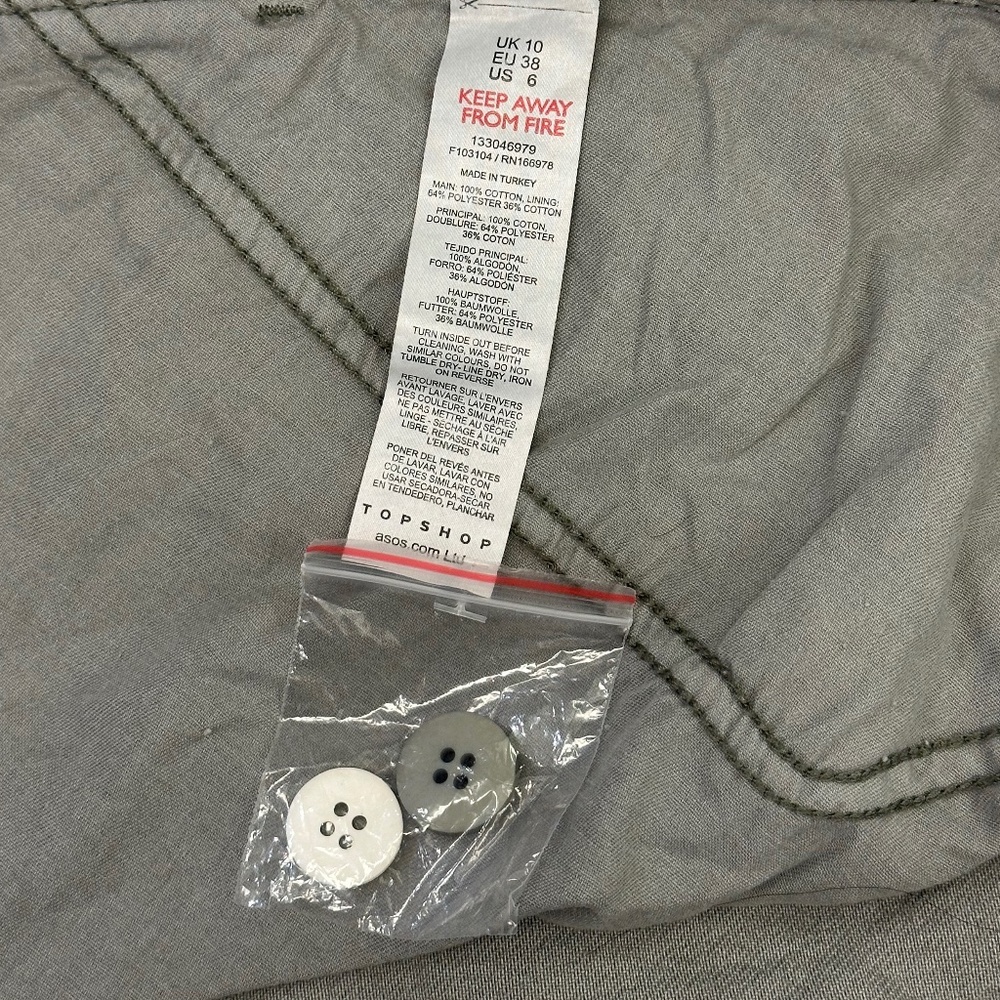 UK 10
EU 38
US 6
KEEP AWAY
FROM FIRE
133046979
F103104 / RN166978
MADE IN TURKEY
MAIN: 100% COTTON, LINING:
64% POLYESTER 36% COTTON
PRINCIPAL: 100% COTON,
DOUBLURE: 64% POLYESTER
36% COTON
TEJIDO PRINCIPAL:
100% ALGODÓN,
FORRO: 64% POLIÉSTER
36% ALGODÓN
HAUPTSTOFF:
100% BAUMWOLLE,
FUTTER: 64% POLYESTER
36% BAUMWOLLE
TURN INSIDE OUT BEFORE
CLEANING, WASH WITH
SIMILAR COLOURS, DO NOT
TUMBLE DRY- LINE DRY, IRON
ON REVERSE
RETOURNER SUR L'ENVERS
AVANT LAVAGE, LAVER AVEC
DES COULEURS SIMILAIRES,
NE PAS METTRE AU SÈCHE
LINGE - SÉCHAGE À L'AIR
LIBRE, REPASSER SUR
L'ENVERS
PONER DEL REVÉS ANTES
DE LAVAR, LAVAR CON
COLORES SIMILARES, NO
USAR SECADORA-SECAR
EN TENDEDERO, PLANCHAR
TOPSHOP
asos.com Ltd